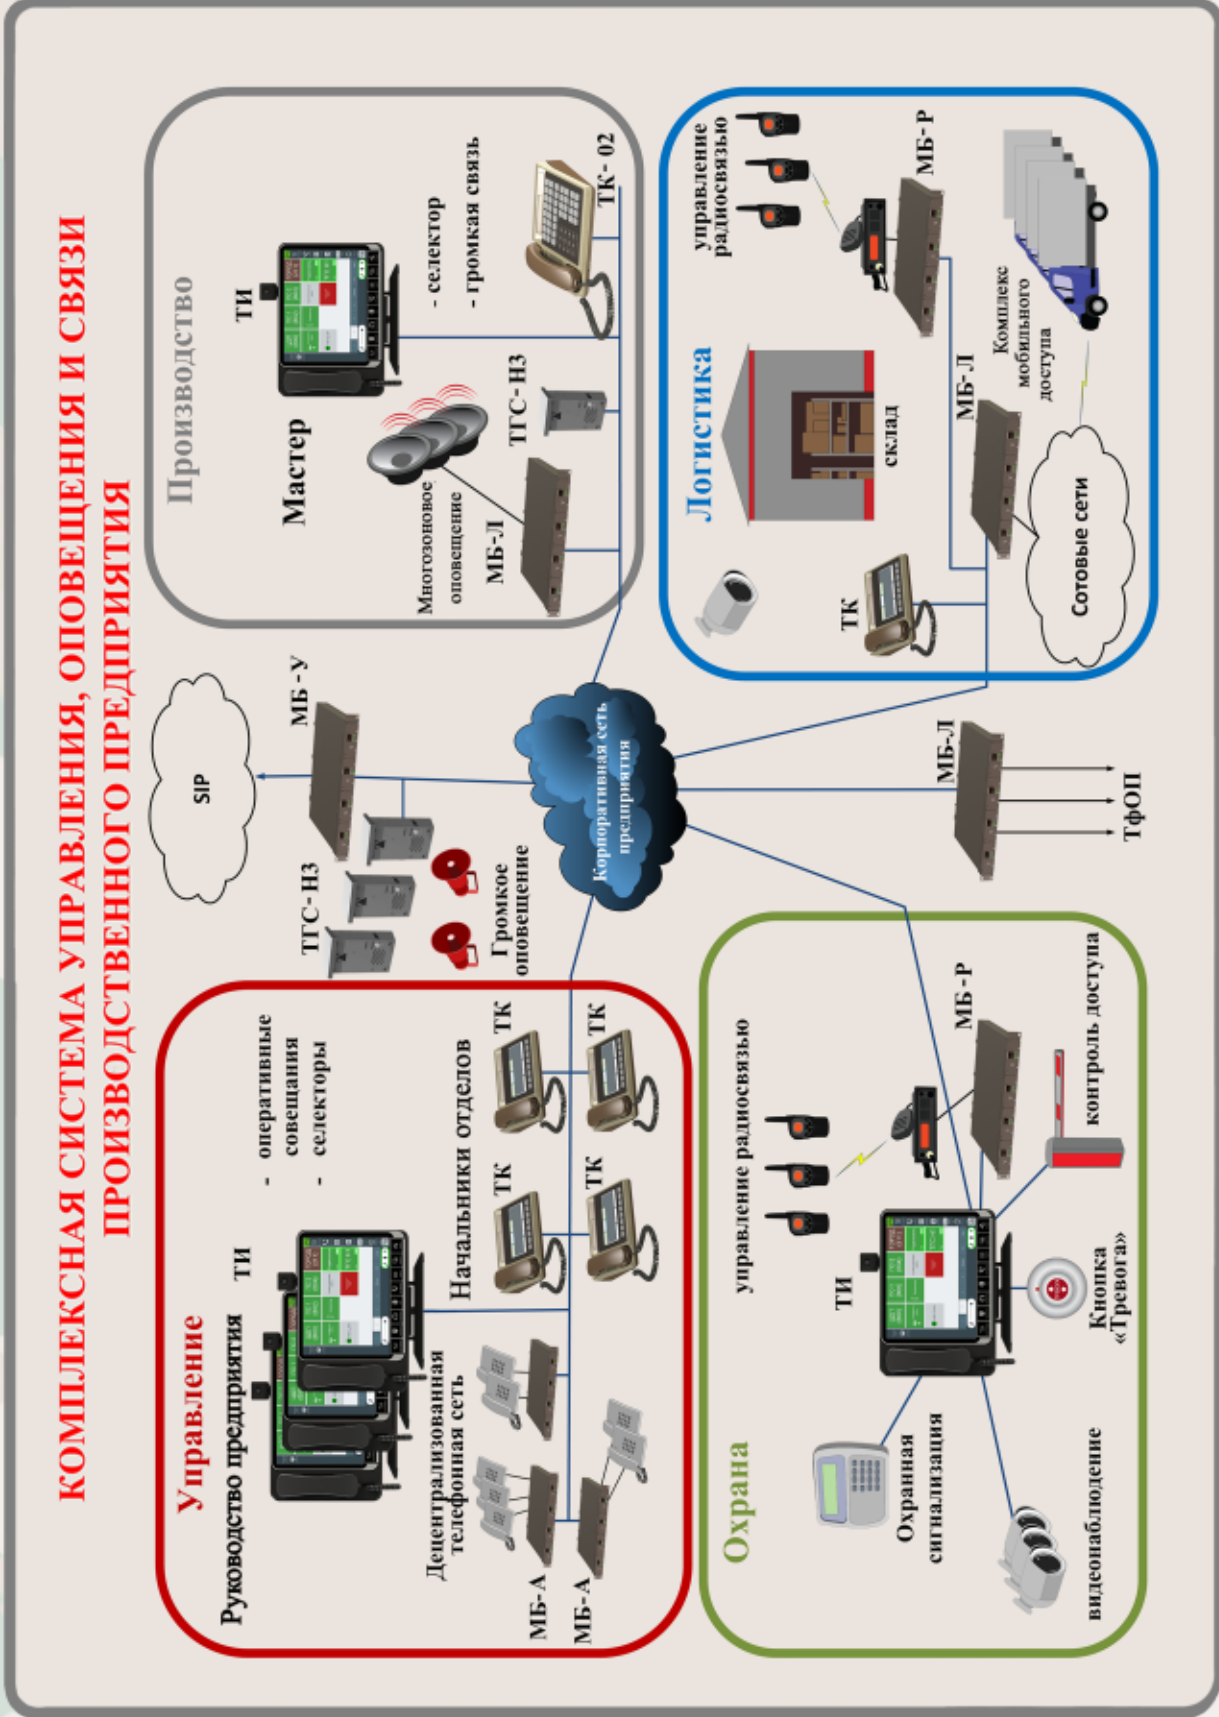 КОМПЛЕКСНАЯ СИСТЕМА УПРАВЛЕНИЯ, ОПОВЕЩЕНИЯ И СВЯЗИ
ПРОИЗВОДСТВЕННОГО ПРЕДПРИЯТИЯ
Управление
Руководство предприятия
ТИ
- оперативные
совещания
- селекторы
Децентрализованная
телефонная сеть
Начальники отделов
ТК
ТК
ТК
ТК
МБ-А
МБ-А
SIP
МБ-У
ТГС-Н3
Громкое
оповещение
Корпоративная сеть
предприятия
Производство
Мастер
ТИ
- селектор
- громкая связь
Многозоновое
оповещение
МБ-Л
ТГС-Н3
ТК-02
Охрана
управление радиосвязью
ТИ
МБ-Р
Охранная
сигнализация
видеонаблюдение
Кнопка
«Тревога»
контроль доступа
МБ-Л
ТфОП
Логистика
управление
радиосвязью
МБ-Р
склад
ТК
МБ-Л
Комплекс
мобильного
доступа
Сотовые сети